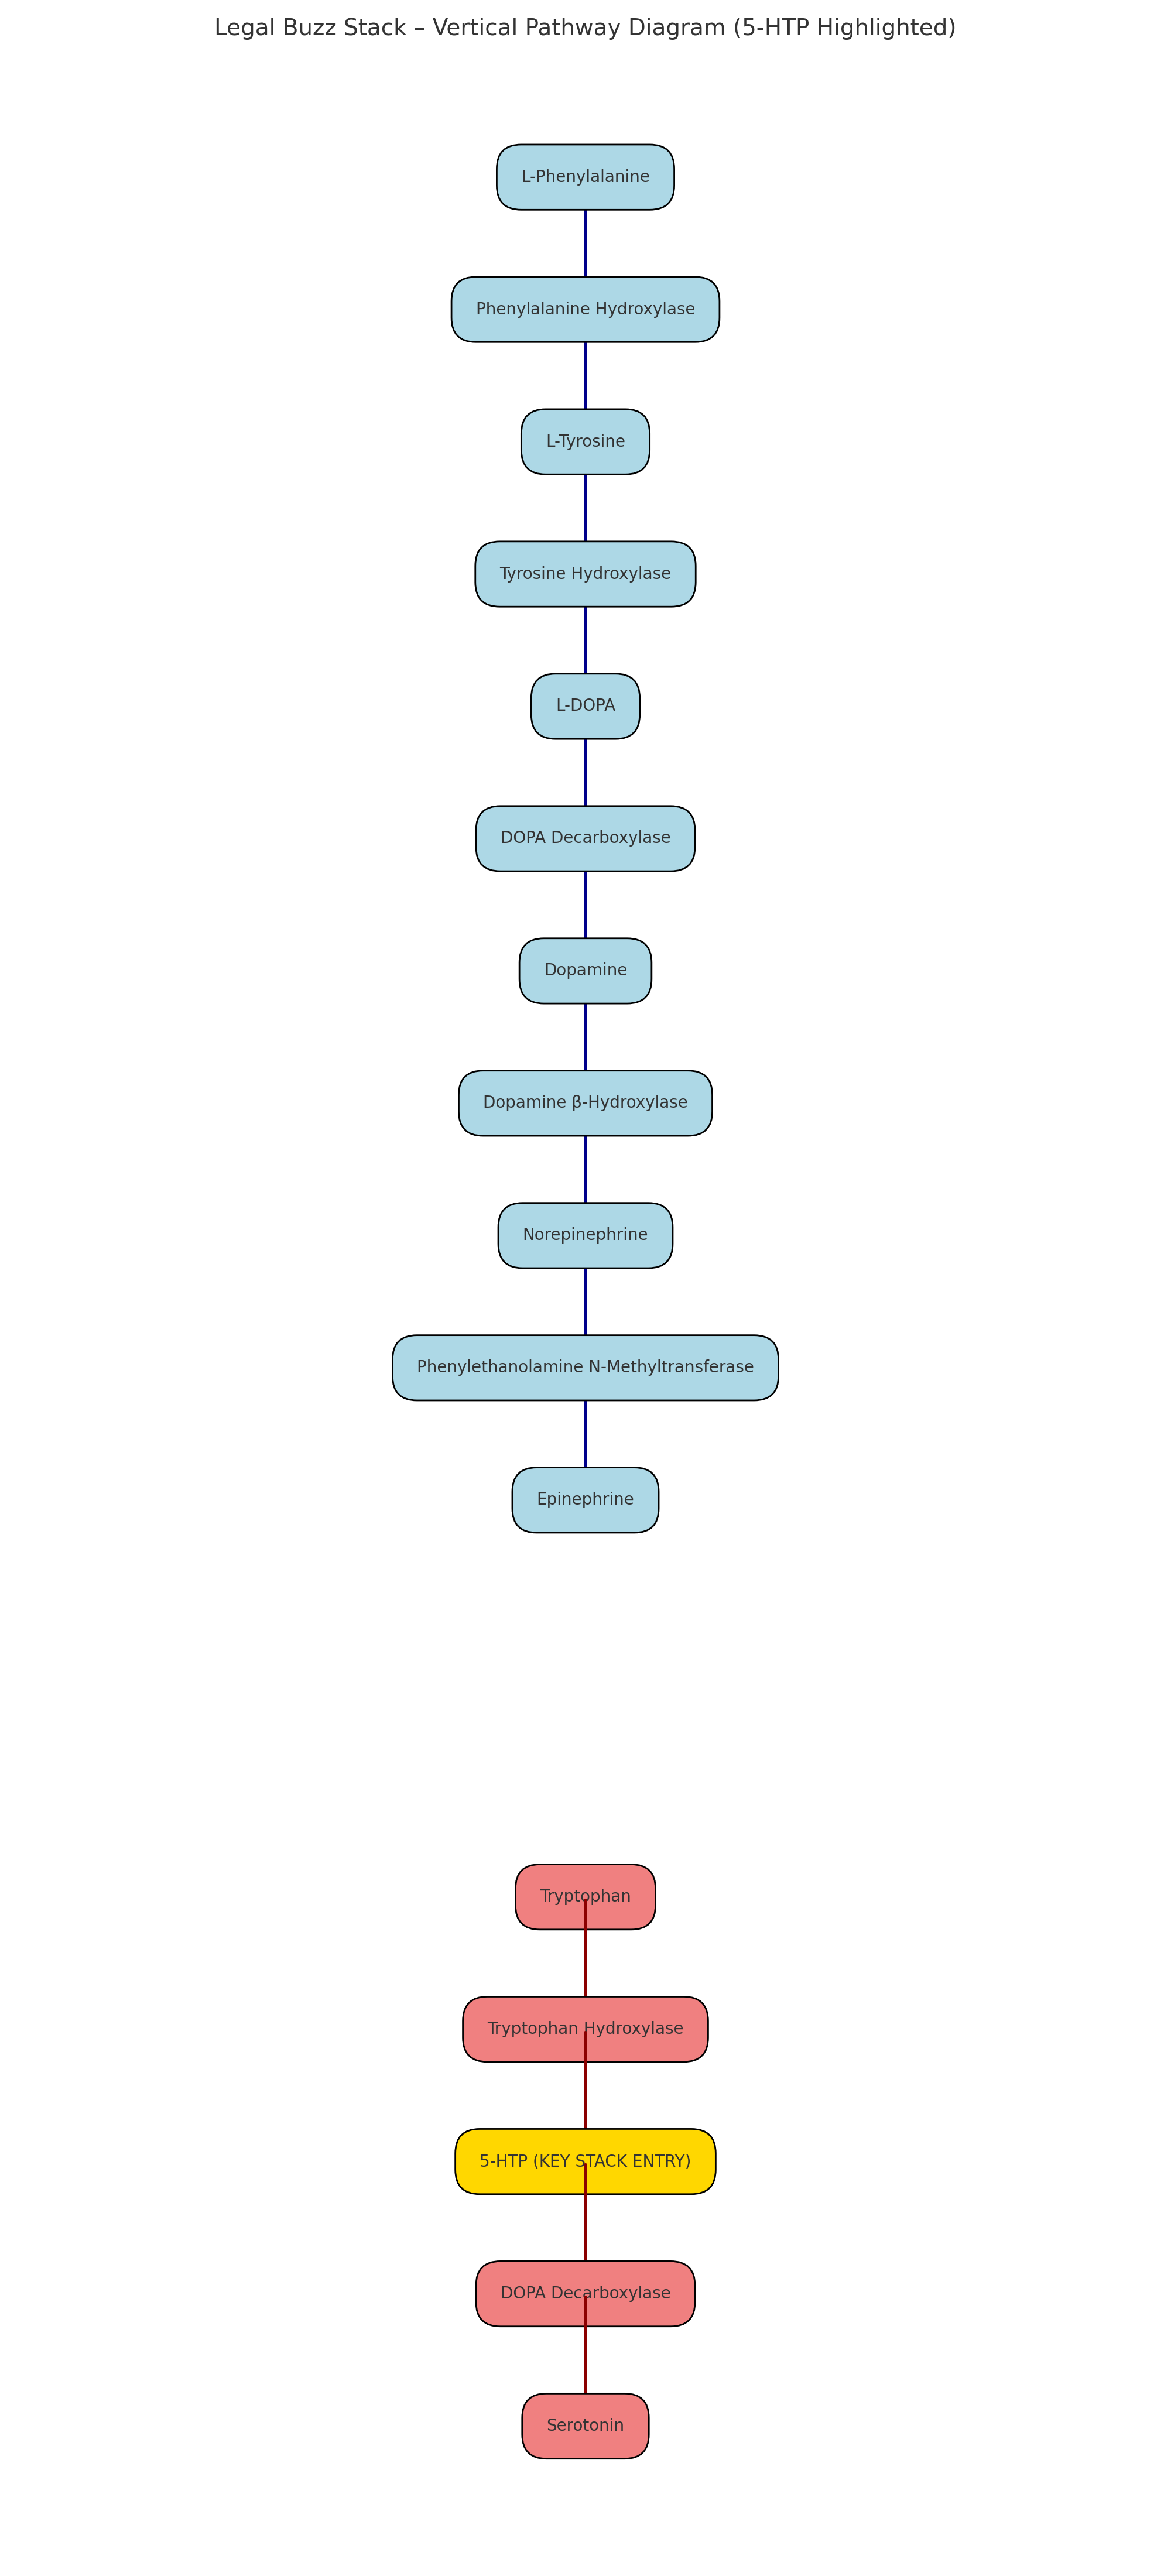 Legal Buzz Stack – Vertical Pathway Diagram (5-HTP Highlighted)
L-Phenylalanine
Phenylalanine Hydroxylase
L-Tyrosine
Tyrosine Hydroxylase
L-DOPA
DOPA Decarboxylase
Dopamine
Dopamine β-Hydroxylase
Norepinephrine
Phenylethanolamine N-Methyltransferase
Epinephrine
Tryptophan
Tryptophan Hydroxylase
5-HTP (KEY STACK ENTRY)
DOPA Decarboxylase
Serotonin